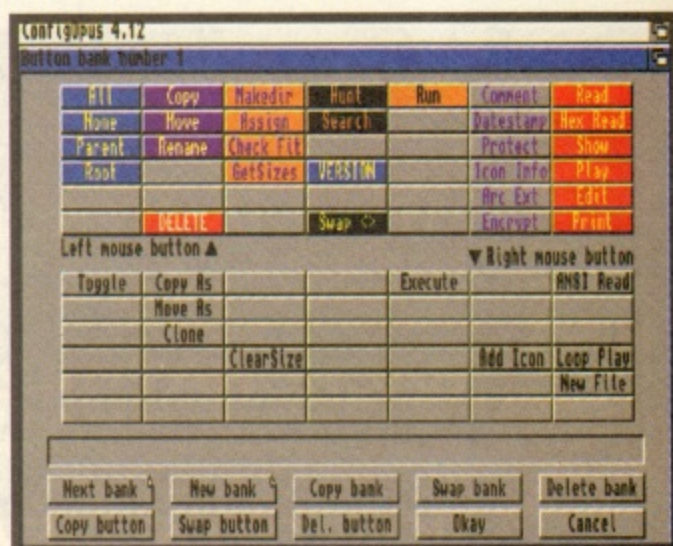 ConfigOpus 4.12
Button bank number 1
All Copy Makedir Hunt Run Comment Read
None Move Assign Search Datestamp Hex Read
Parent Rename Check Fit Protect Show
Root GetSizes VERSION Icon Info Play
Arc Ext Edit
DELETE Swap <> Encrypt Print
Left mouse button ▲
▼ Right mouse button
Toggle Copy As Execute ANSI Read
Move As
Clone
ClearSize Add Icon Loop Play
New File
Next bank New bank Copy bank Swap bank Delete bank
Copy button Swap button Del. button Okay Cancel